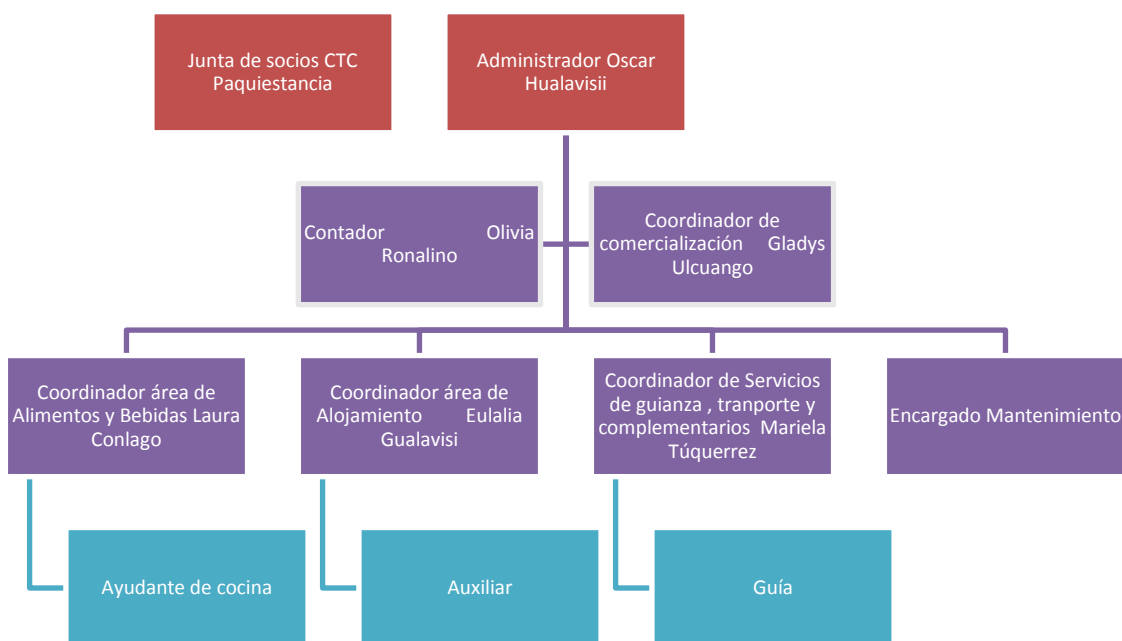 Junta de socios CTC
Paquiestancia
Administrador Oscar
Hualavisii
Contador Olivia
Ronalino
Coordinador de
comercialización Gladys
Ulcuango
Coordinador área de
Alimentos y Bebidas Laura
Conlago
Coordinador área de
Alojamiento Eulalia
Gualavisi
Coordinador de Servicios
de guianza , tranporte y
complementarios Mariela
Túquerrez
Encargado Mantenimiento
Ayudante de cocina
Auxiliar
Guía